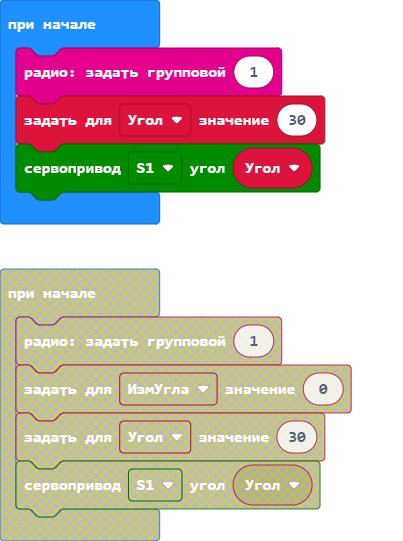 при начале
радио: задать групповой 1
задать для Угол значение 30
сервопривод S1 угол Угол
при начале
радио: задать групповой 1
задать для ИзмУгла значение 0
задать для Угол значение 30
сервопривод S1 угол Угол